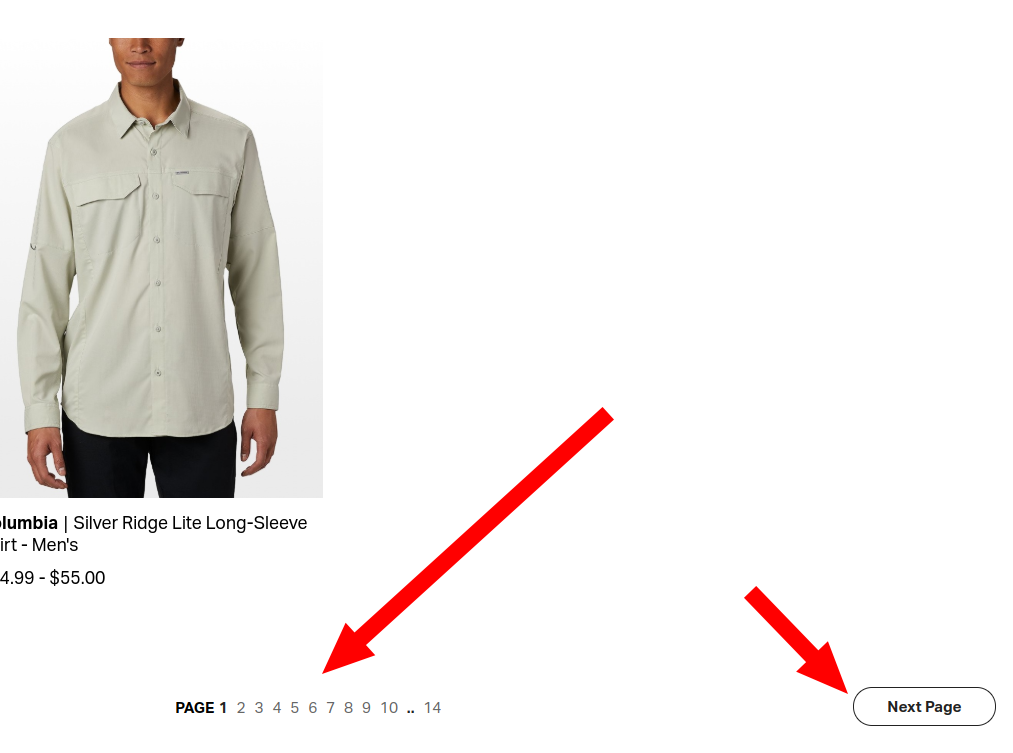 olumbia | Silver Ridge Lite Long-Sleeve
irt - Men's
4.99 - $55.00
PAGE 1 2 3 4 5 6 7 8 9 10 .. 14
Next Page